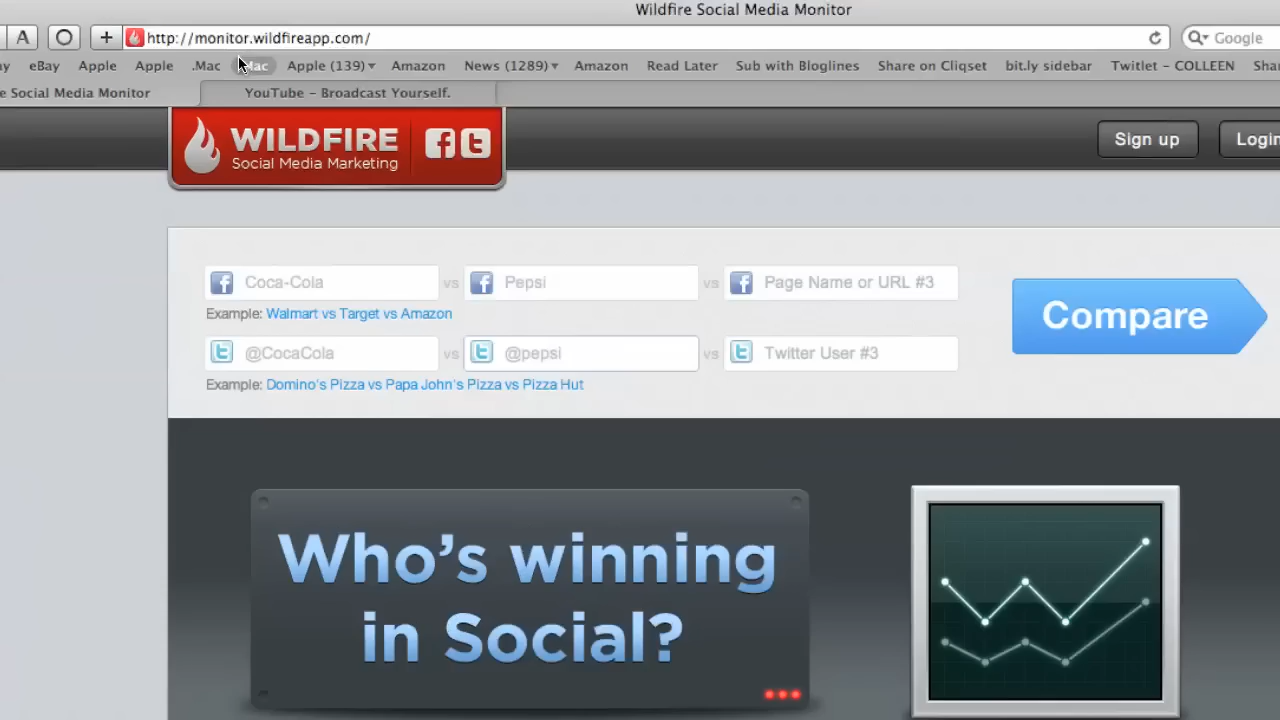 Wildfire Social Media Monitor
A + http://monitor.wildfireapp.com/ Google
eBay Apple Apple .Mac Mac Apple (139) Amazon News (1289) Amazon Read Later Sub with Bloglines Share on Cliqset bit.ly sidebar Twitlet – COLLEEN
Social Media Monitor YouTube – Broadcast Yourself.
WILDFIRE
Social Media Marketing
Sign up Login
Coca-Cola vs Pepsi vs Page Name or URL #3
Example: Walmart vs Target vs Amazon
Compare
@CocaCola vs @pepsi vs Twitter User #3
Example: Domino's Pizza vs Papa John's Pizza vs Pizza Hut
Who's winning
in Social?